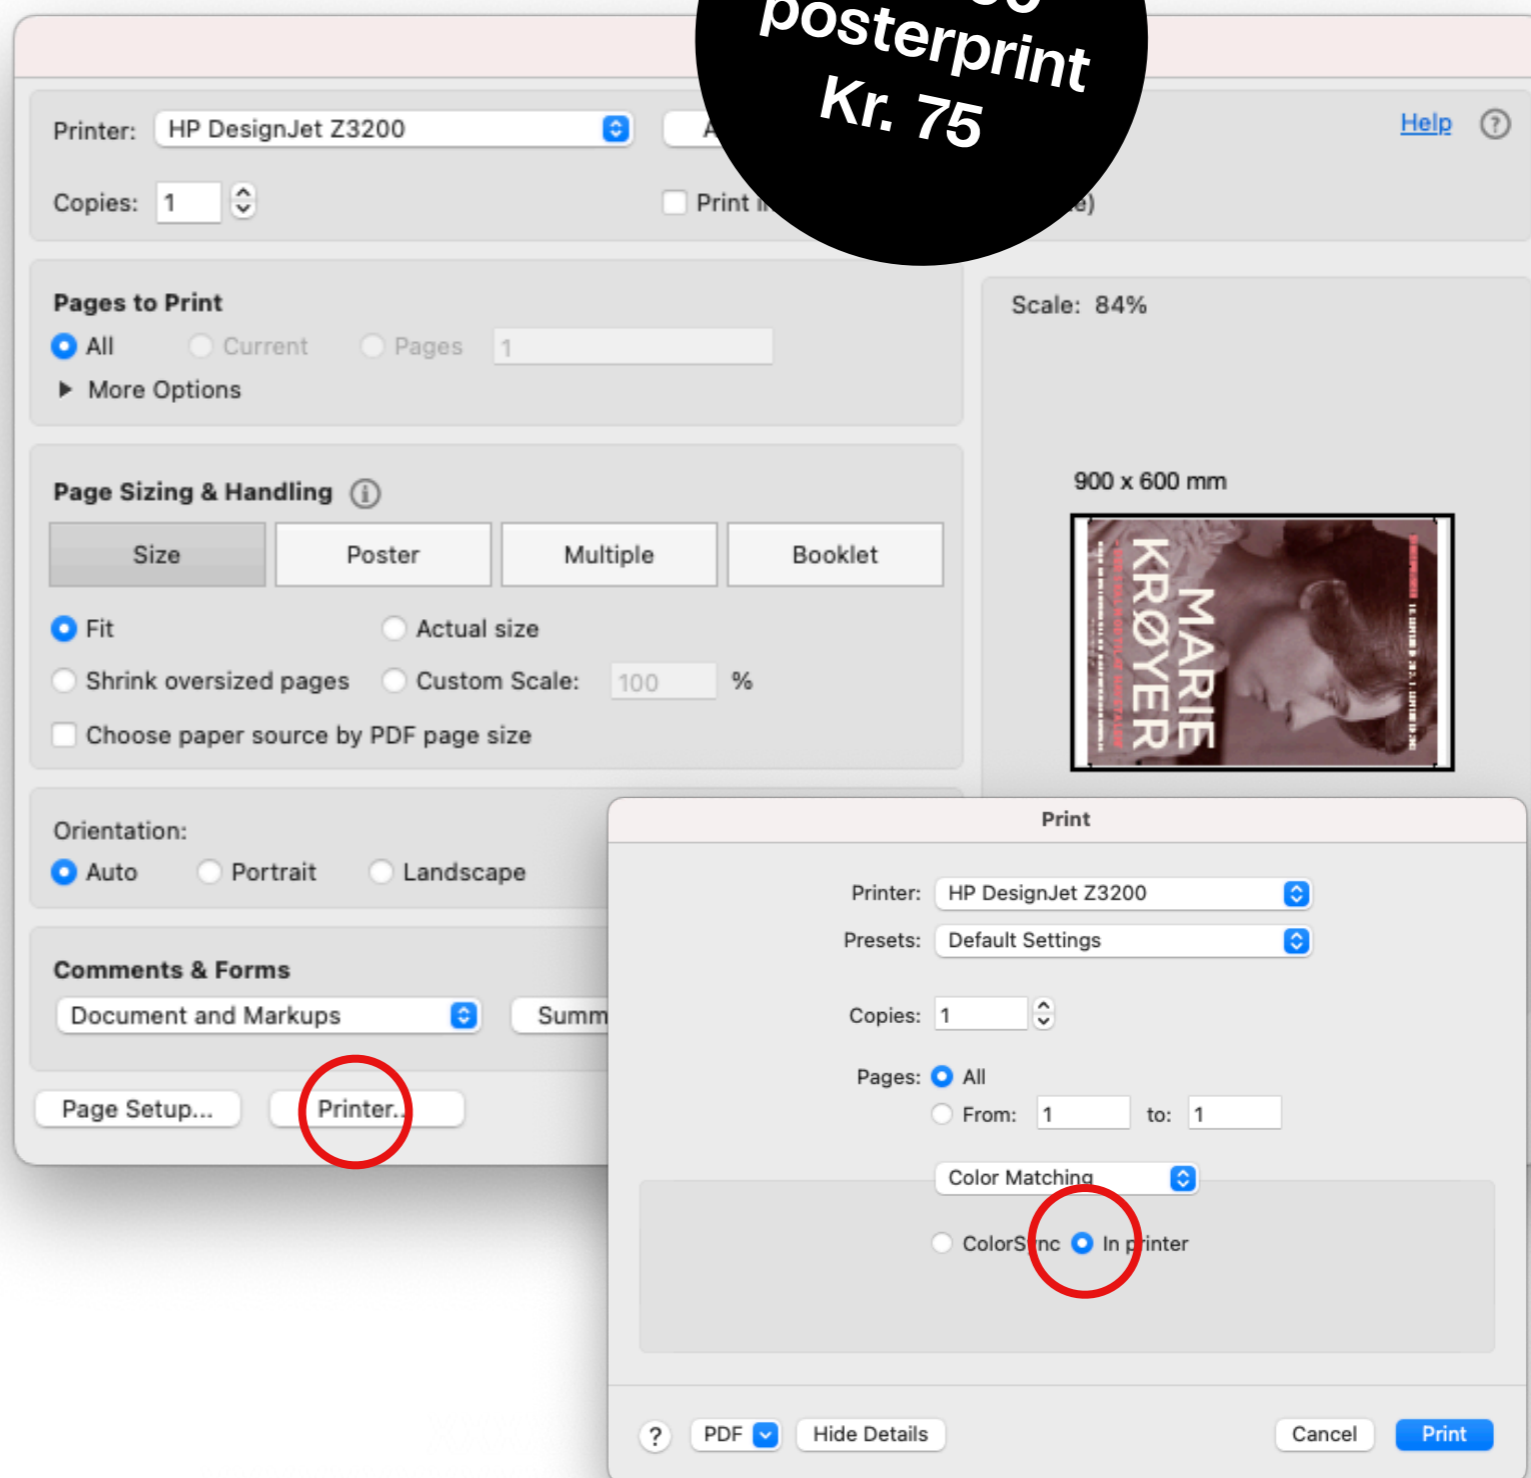 posterprint
Kr. 75
Printer: HP DesignJet Z3200
Help ?
Copies: 1
Print
Pages to Print
All Current Pages 1
More Options
Scale: 84%
Page Sizing & Handling
Size Poster Multiple Booklet
Fit Actual size
Shrink oversized pages Custom Scale: 100 %
Choose paper source by PDF page size
900 x 600 mm
MARIE
KRØYER
Orientation:
Auto Portrait Landscape
Comments & Forms
Document and Markups Summ
Page Setup... Printer...
Print
Printer: HP DesignJet Z3200
Presets: Default Settings
Copies: 1
Pages: All
From: 1 to: 1
Color Matching
ColorSync In printer
? PDF Hide Details Cancel Print